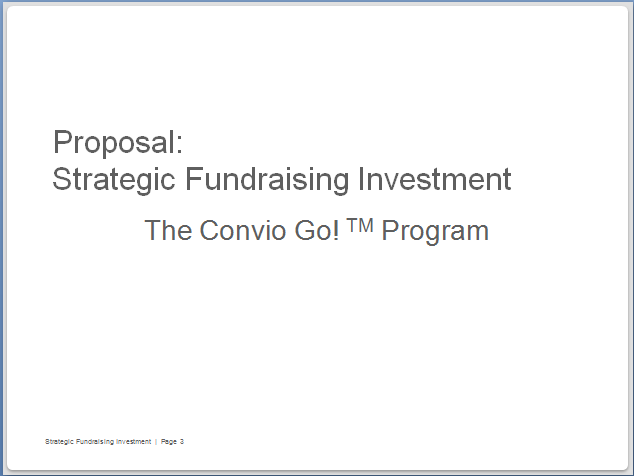 Proposal:
Strategic Fundraising Investment
The Convio Go! TM Program
Strategic Fundraising Investment | Page 3